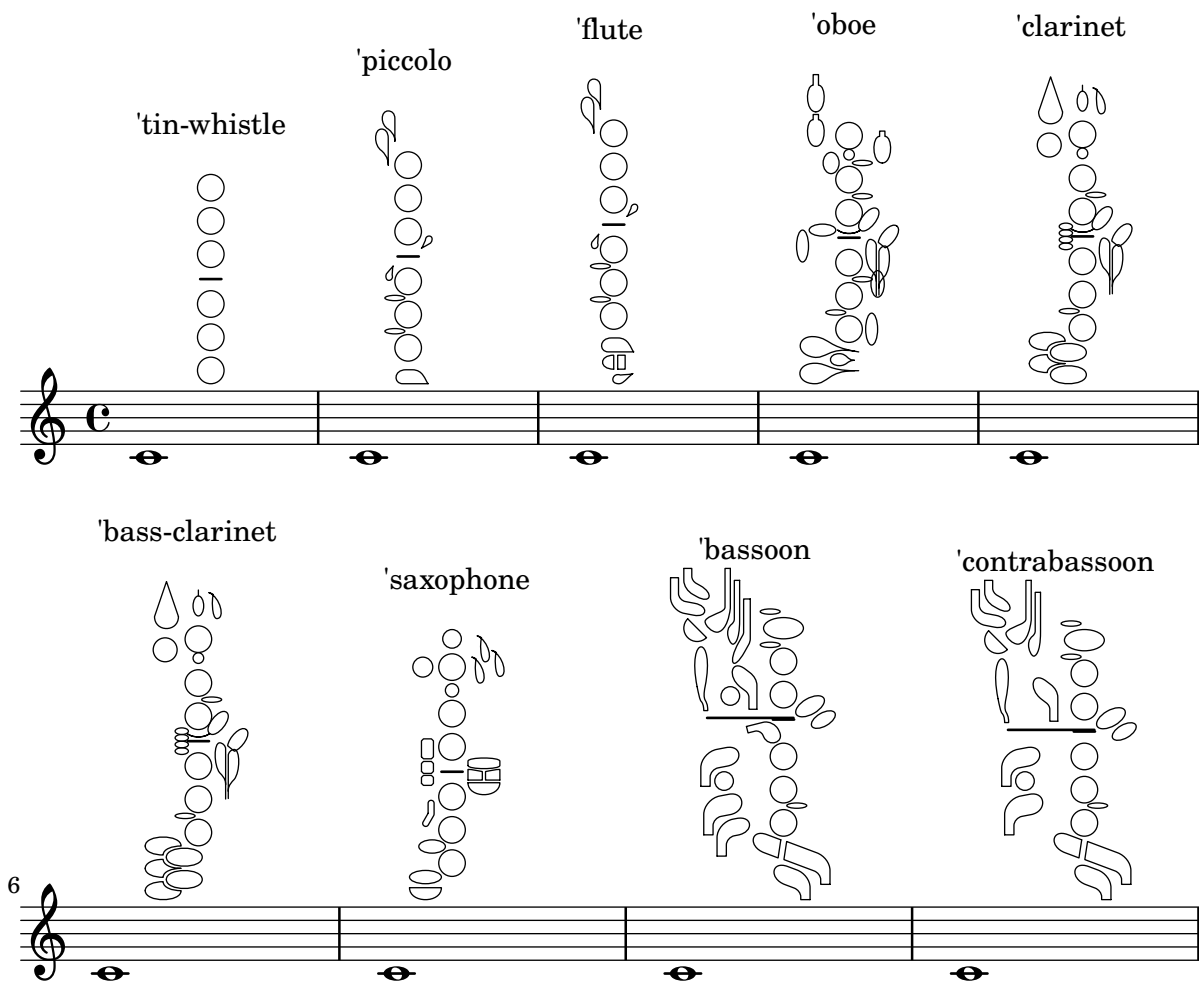 'tin-whistle
'piccolo
'flute
'oboe
'clarinet
'bass-clarinet
'saxophone
'bassoon
'contrabassoon
6